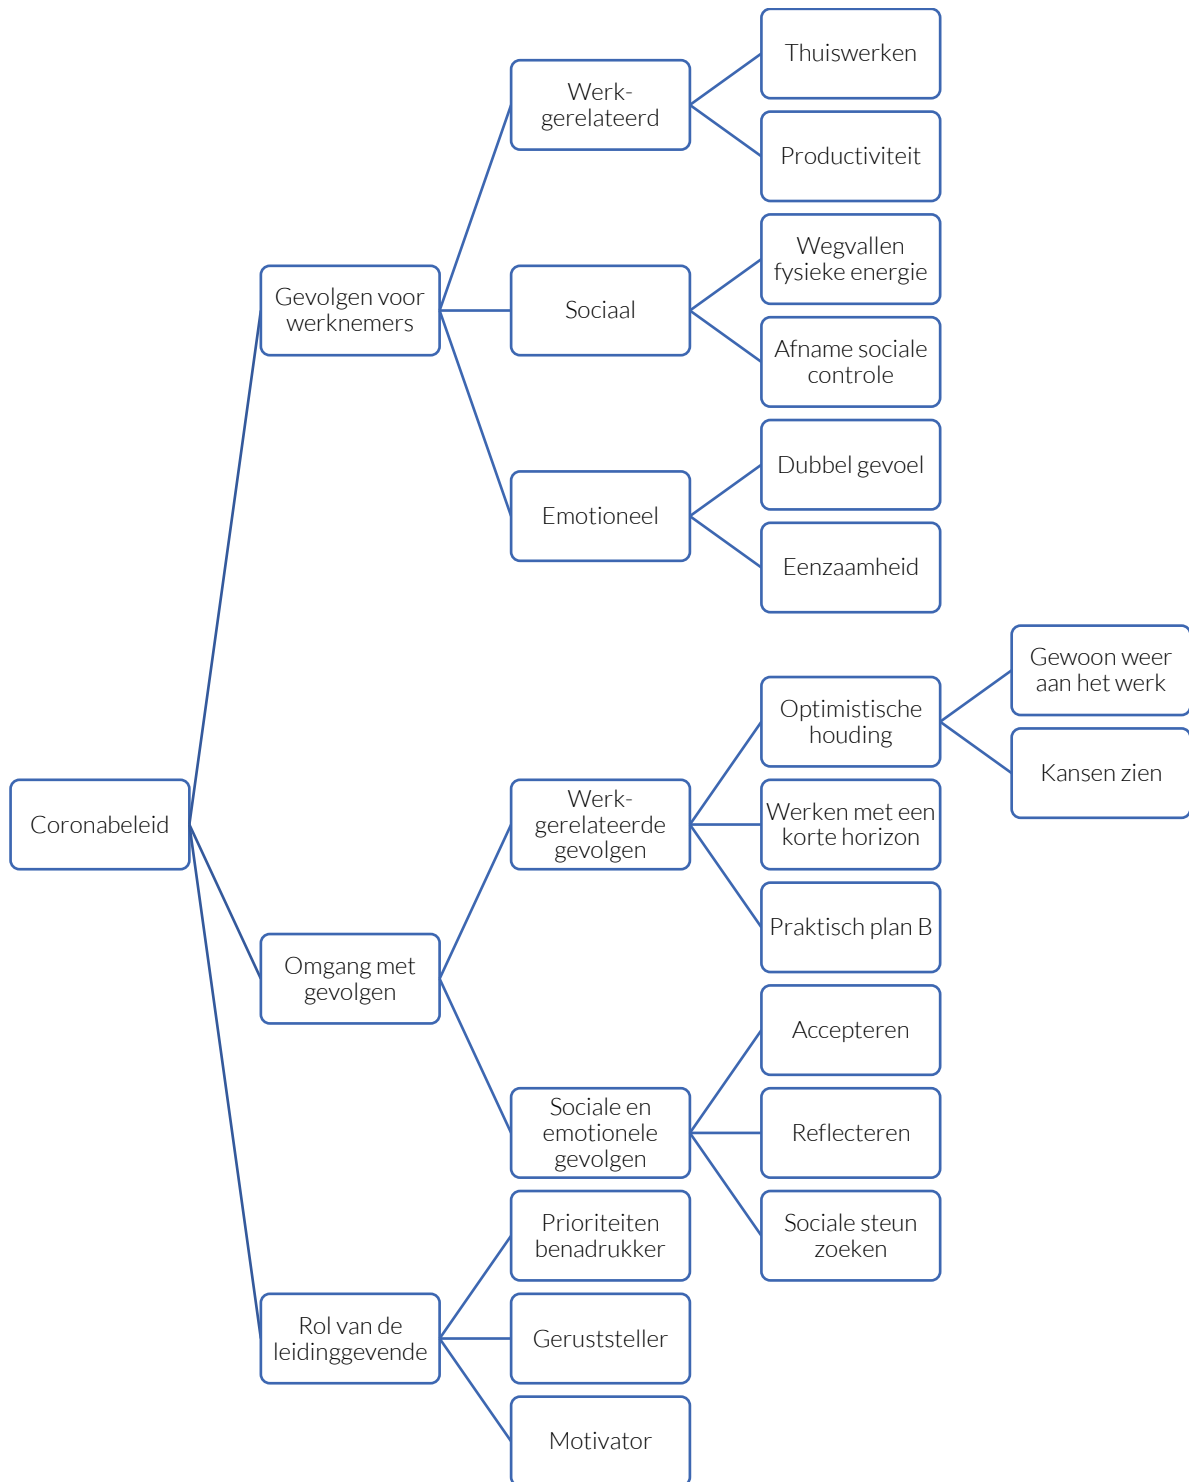 Thuiswerken
Werk-
gerelateerd
Productiviteit
Wegvallen
fysieke energie
Gevolgen voor
werknemers
Sociaal
Afname sociale
controle
Dubbel gevoel
Emotioneel
Eenzaamheid
Gewoon weer
aan het werk
Optimistische
houding
Kansen zien
Coronabeleid
Werk-
gerelateerde
gevolgen
Werken met een
korte horizon
Praktisch plan B
Omgang met
gevolgen
Accepteren
Sociale en
emotionele
gevolgen
Reflecteren
Prioriteiten
benadrukker
Sociale steun
zoeken
Rol van de
leidinggevende
Geruststeller
Motivator